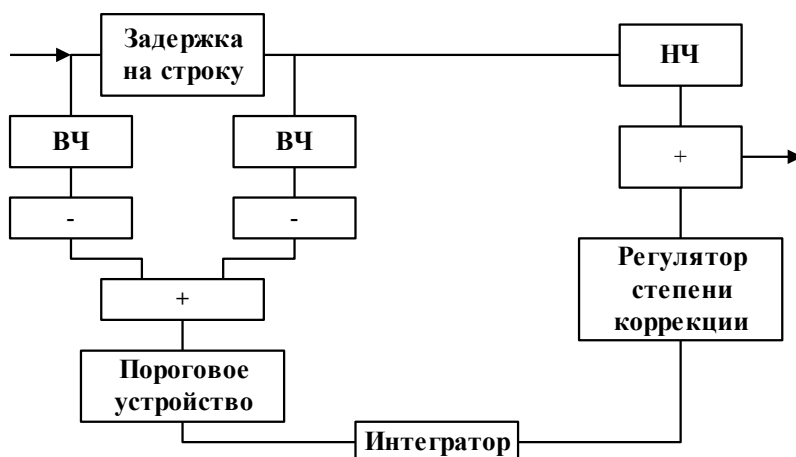 Задержка
на строку
НЧ
ВЧ
ВЧ
+
-
-
+
Регулятор
степени
коррекции
Пороговое
устройство
Интегратор